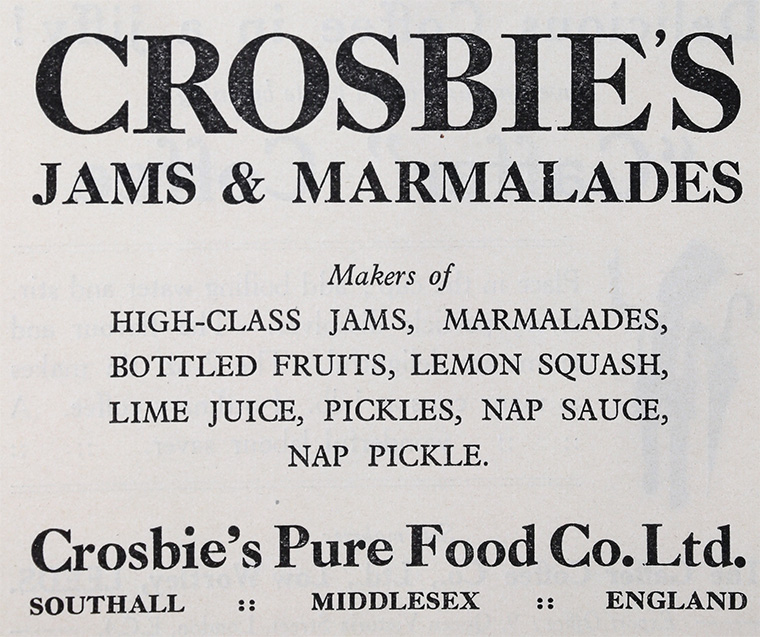 CROSBIE'S
JAMS & MARMALADES
Makers of
HIGH-CLASS JAMS, MARMALADES,
BOTTLED FRUITS, LEMON SQUASH,
LIME JUICE, PICKLES, NAP SAUCE,
NAP PICKLE.
Crosbie's Pure Food Co. Ltd.
SOUTHALL :: MIDDLESEX :: ENGLAND